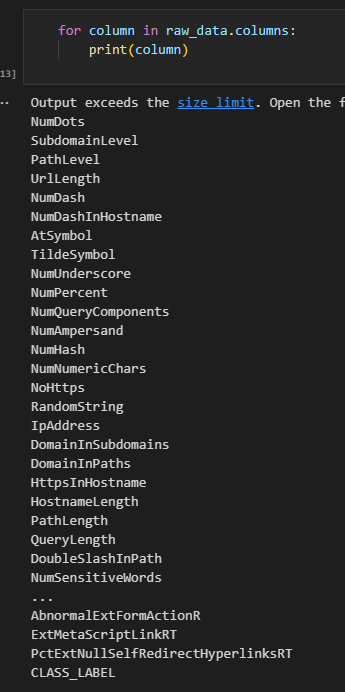 for column in raw_data.columns:
print(column)
13]
.. Output exceeds the size limit. Open the f
NumDots
SubdomainLevel
PathLevel
UrlLength
NumDash
NumDashInHostname
AtSymbol
TildeSymbol
NumUnderscore
NumPercent
NumQueryComponents
NumAmpersand
NumHash
NumNumericChars
NoHttps
RandomString
IpAddress
DomainInSubdomains
DomainInPaths
HttpsInHostname
HostnameLength
PathLength
QueryLength
DoubleSlashInPath
NumSensitiveWords
...
AbnormalExtFormActionR
ExtMetaScriptLinkRT
PctExtNullSelfRedirectHyperlinksRT
CLASS_LABEL